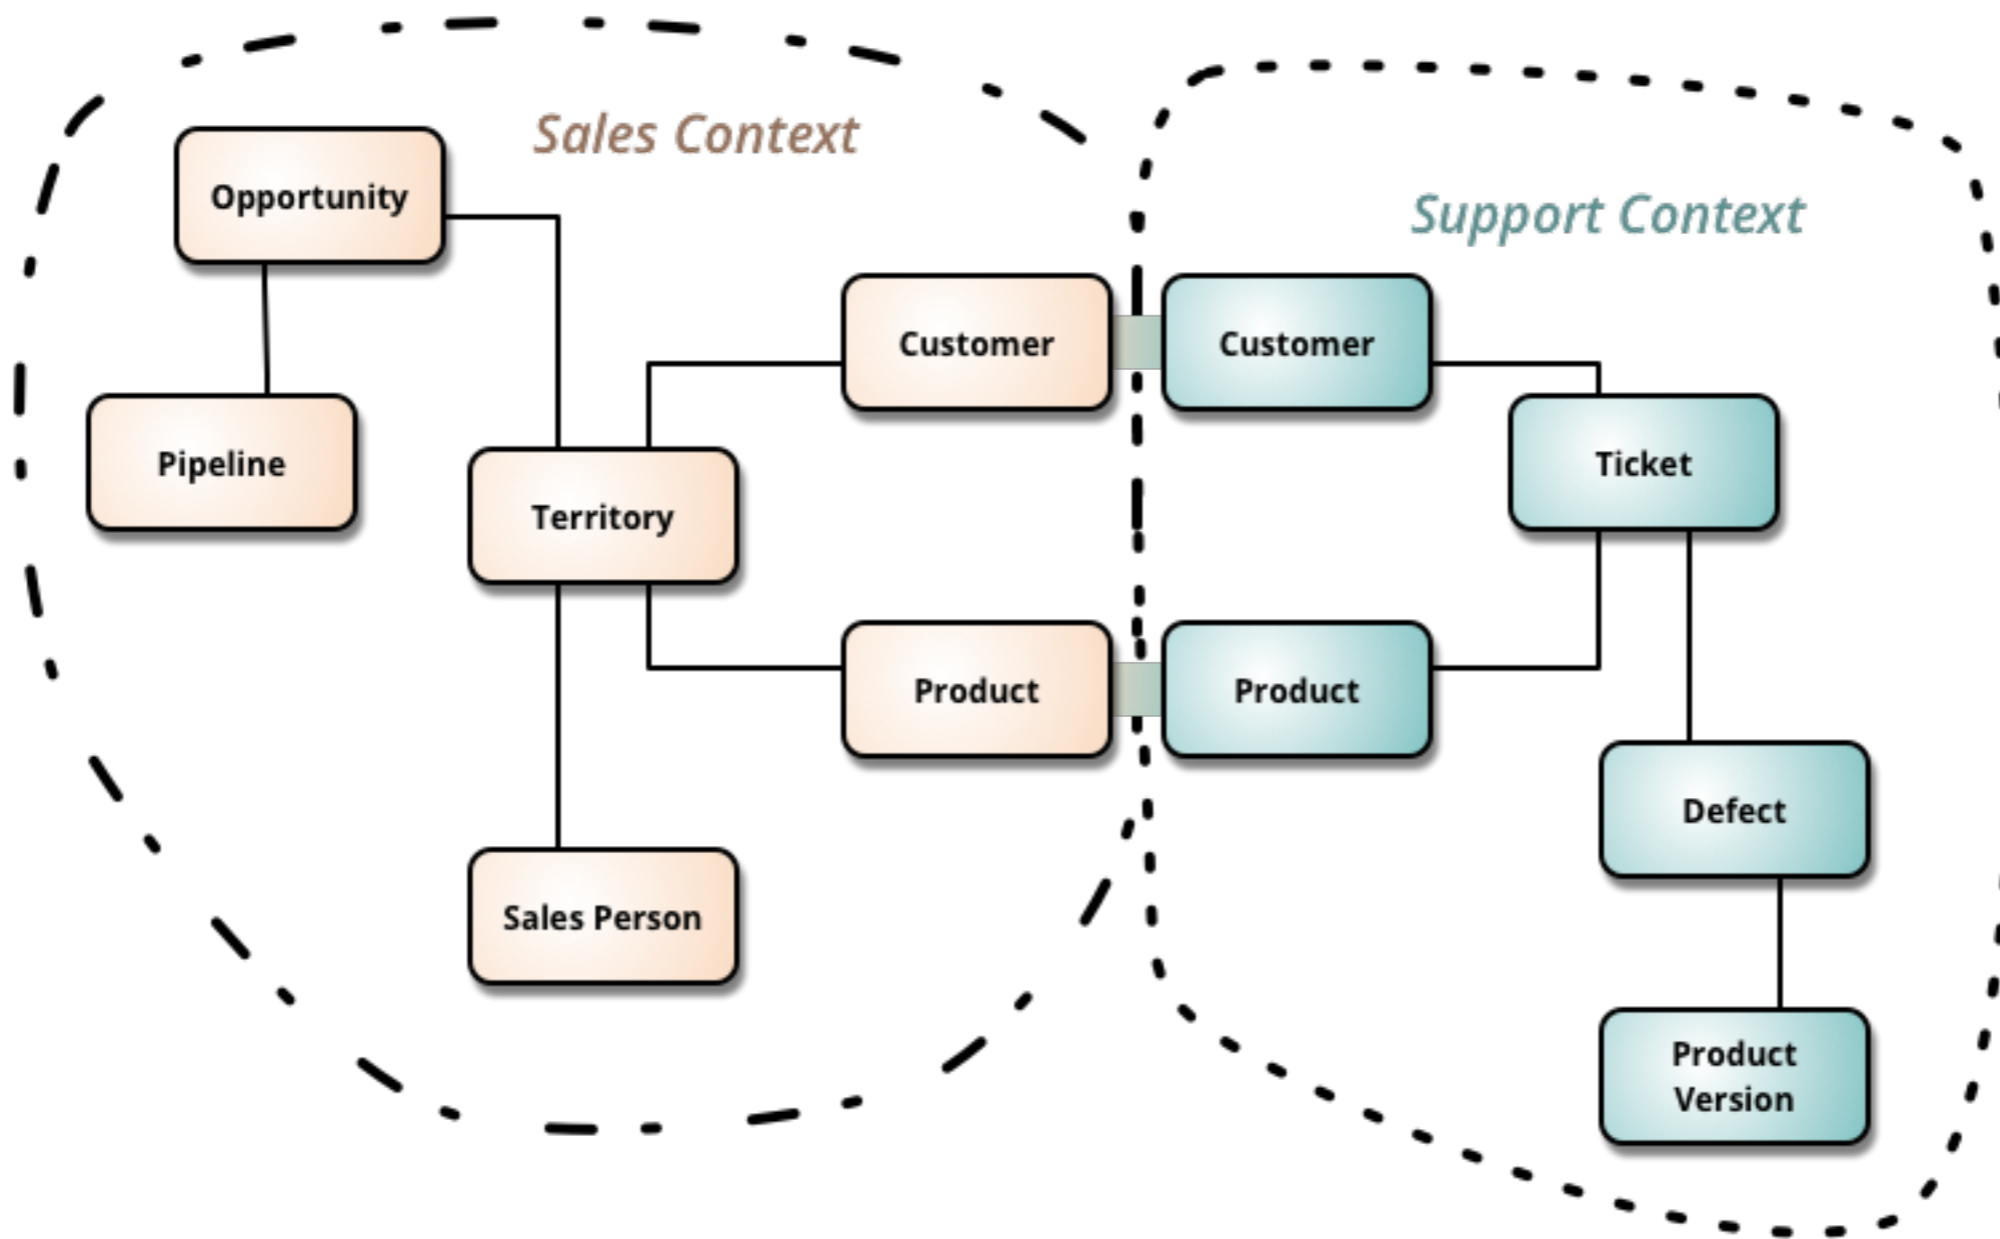 Sales Context
Opportunity
Support Context
Customer
Customer
Pipeline
Ticket
Territory
Product
Product
Defect
Sales Person
Product
Version